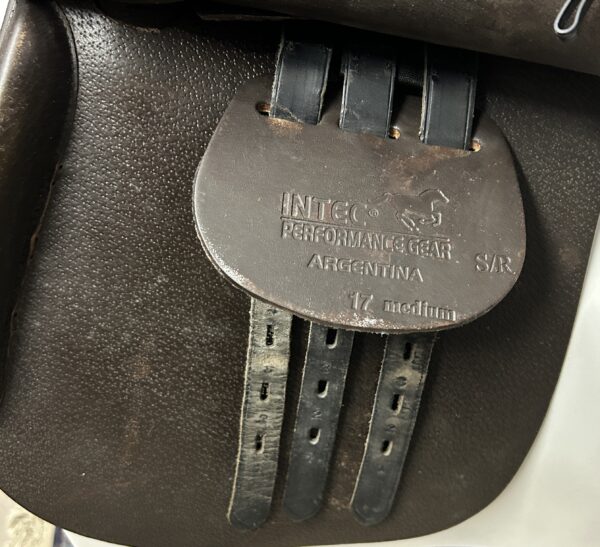 INTEC®
PERFORMANCE GEAR
ARGENTINA
S/R
17 medium